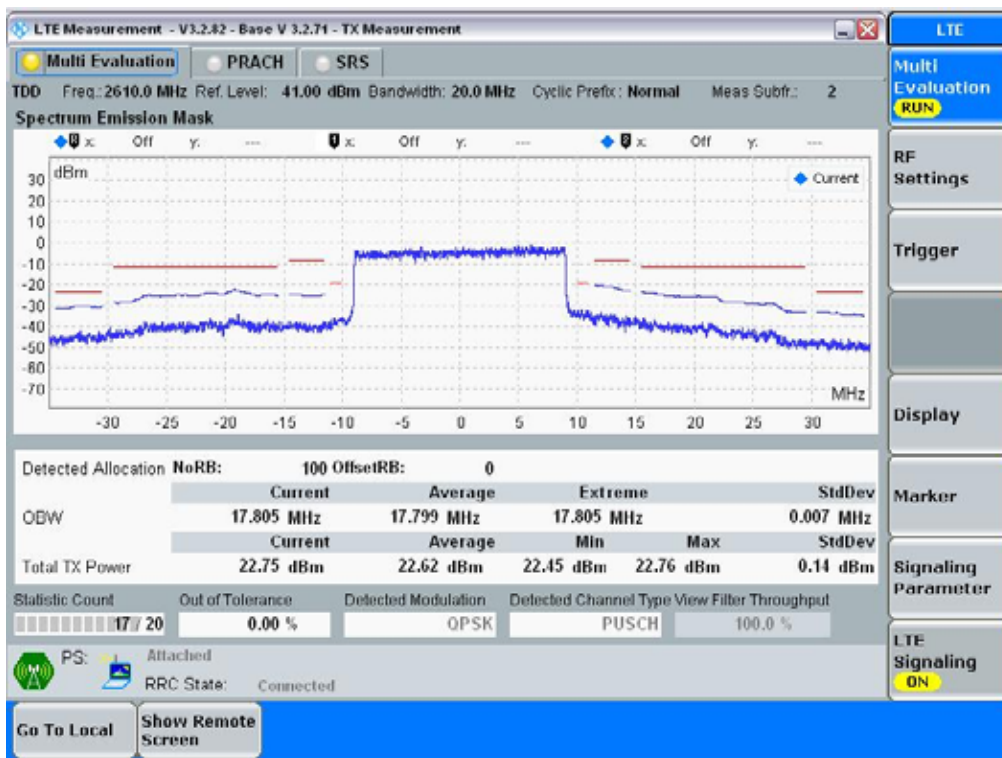 LTE Measurement - V3.2.82 - Base V 3.2.71 - TX Measurement
LTE
Multi Evaluation PRACH SRS
Multi
Evaluation
RUN
TDD Freq.: 2610.0 MHz Ref. Level: 41.00 dBm Bandwidth: 20.0 MHz Cyclic Prefix: Normal Meas Subfr.: 2
Spectrum Emission Mask
x: Off y: --- 1 x: Off y: --- x: Off y: ---
dBm
Current
30
20
10
0
-10
-20
-30
-40
-50
-60
-70
MHz
-30 -25 -20 -15 -10 -5 0 5 10 15 20 25 30
RF
Settings
Trigger
Display
Marker
Signaling
Parameter
LTE
Signaling
ON
Detected Allocation NoRB: 100 OffsetRB: 0
Current Average Extreme StdDev
OBW 17.805 MHz 17.799 MHz 17.805 MHz 0.007 MHz
Current Average Min Max StdDev
Total TX Power 22.75 dBm 22.62 dBm 22.45 dBm 22.76 dBm 0.14 dBm
Statistic Count Out of Tolerance Detected Modulation Detected Channel Type View Filter Throughput
17 / 20 0.00 % QPSK PUSCH 100.0 %
PS: Attached
RRC State: Connected
Go To Local
Show Remote
Screen